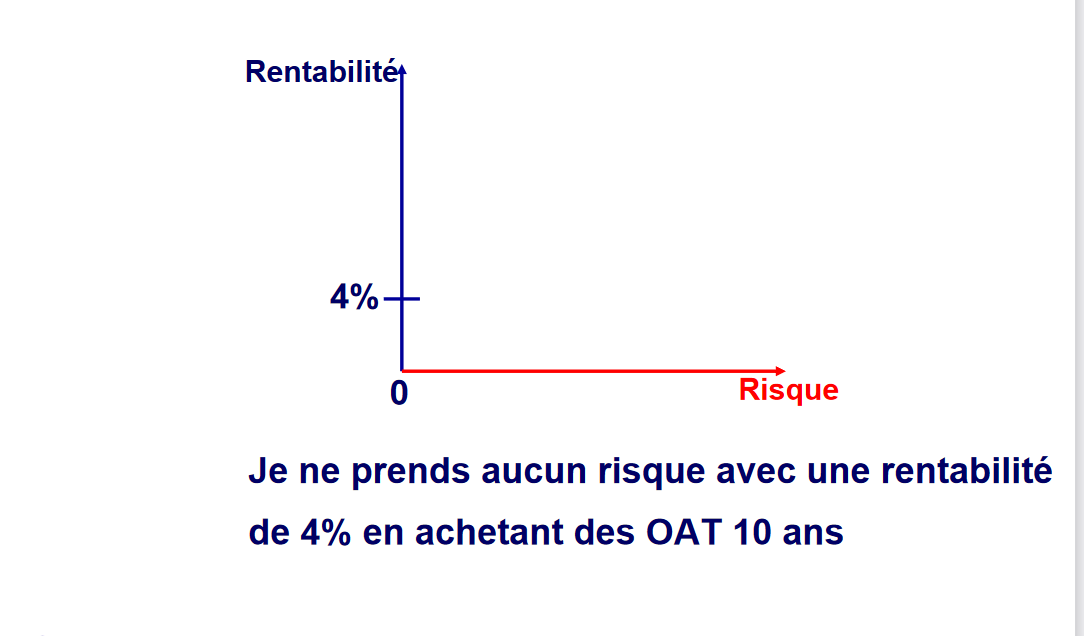 Rentabilité
4%
0
Risque
Je ne prends aucun risque avec une rentabilité
de 4% en achetant des OAT 10 ans